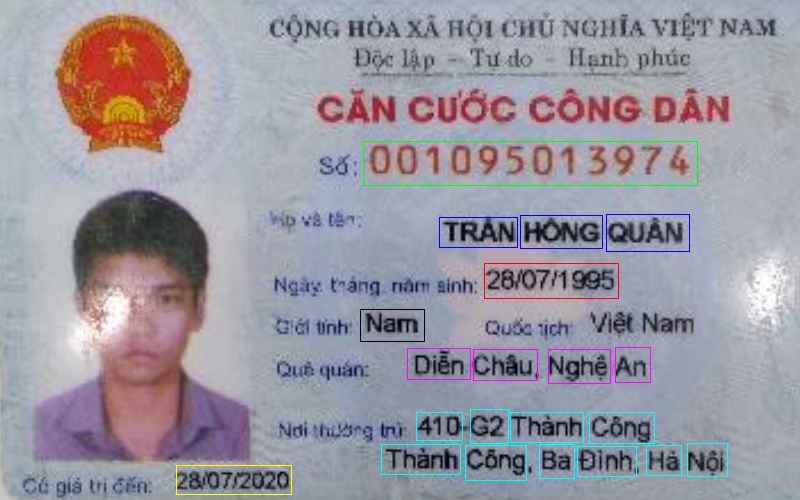 CỘNG HÒA XÃ HỘI CHỦ NGHĨA VIỆT NAM
Độc lập - Tự do - Hạnh phúc
CĂN CƯỚC CÔNG DÂN
Số: 001095013974
Họ và tên: TRẦN HỒNG QUÂN
Ngày, tháng, năm sinh: 28/07/1995
Giới tính: Nam Quốc tịch: Việt Nam
Quê quán: Diễn Châu, Nghệ An
Nơi thường trú: 410-G2 Thành Công
Thành Công, Ba Đình, Hà Nội
Có giá trị đến: 28/07/2020